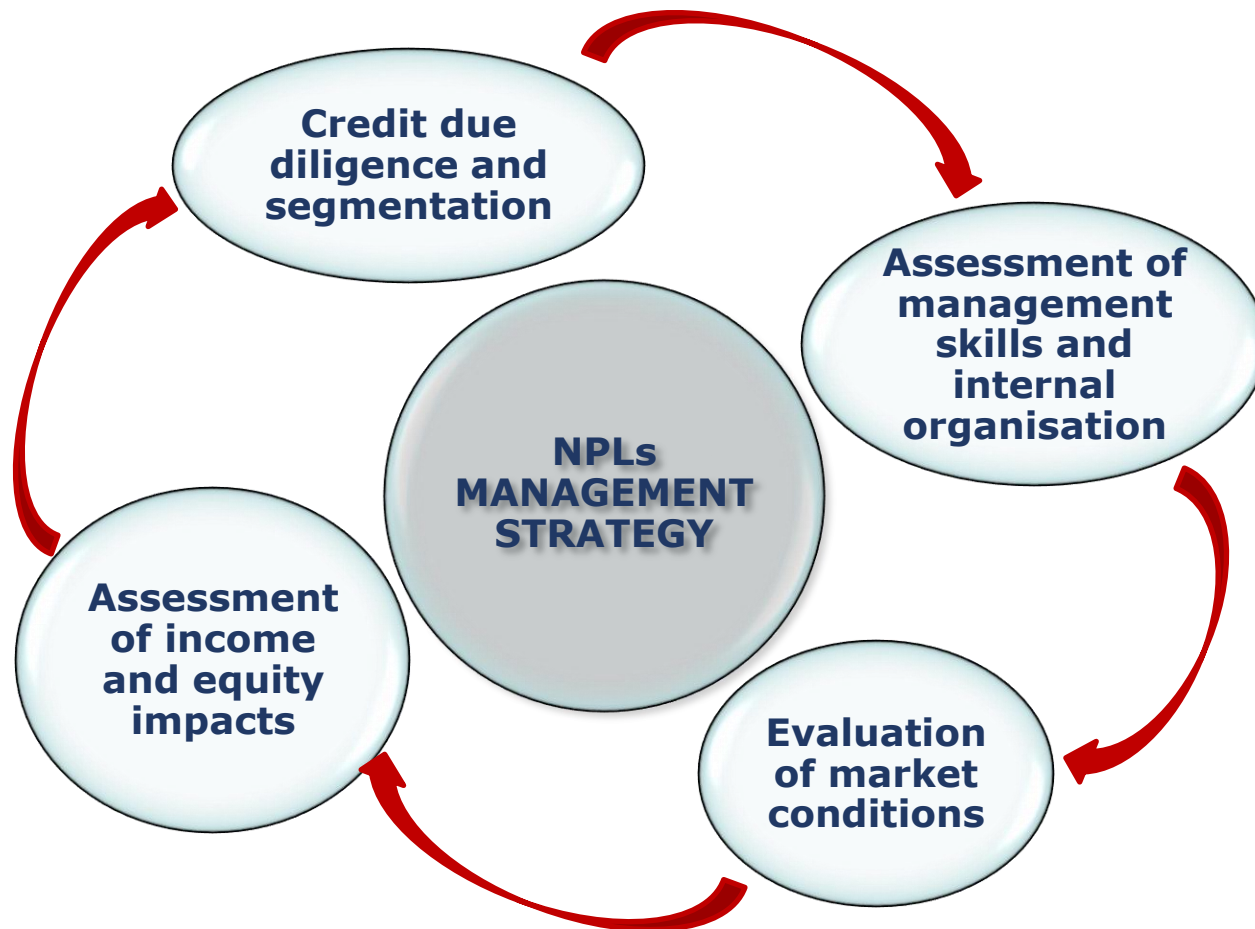 Credit due
diligence and
segmentation
Assessment of
management
skills and
internal
organisation
NPLs
MANAGEMENT
STRATEGY
Assessment
of income
and equity
impacts
Evaluation
of market
conditions